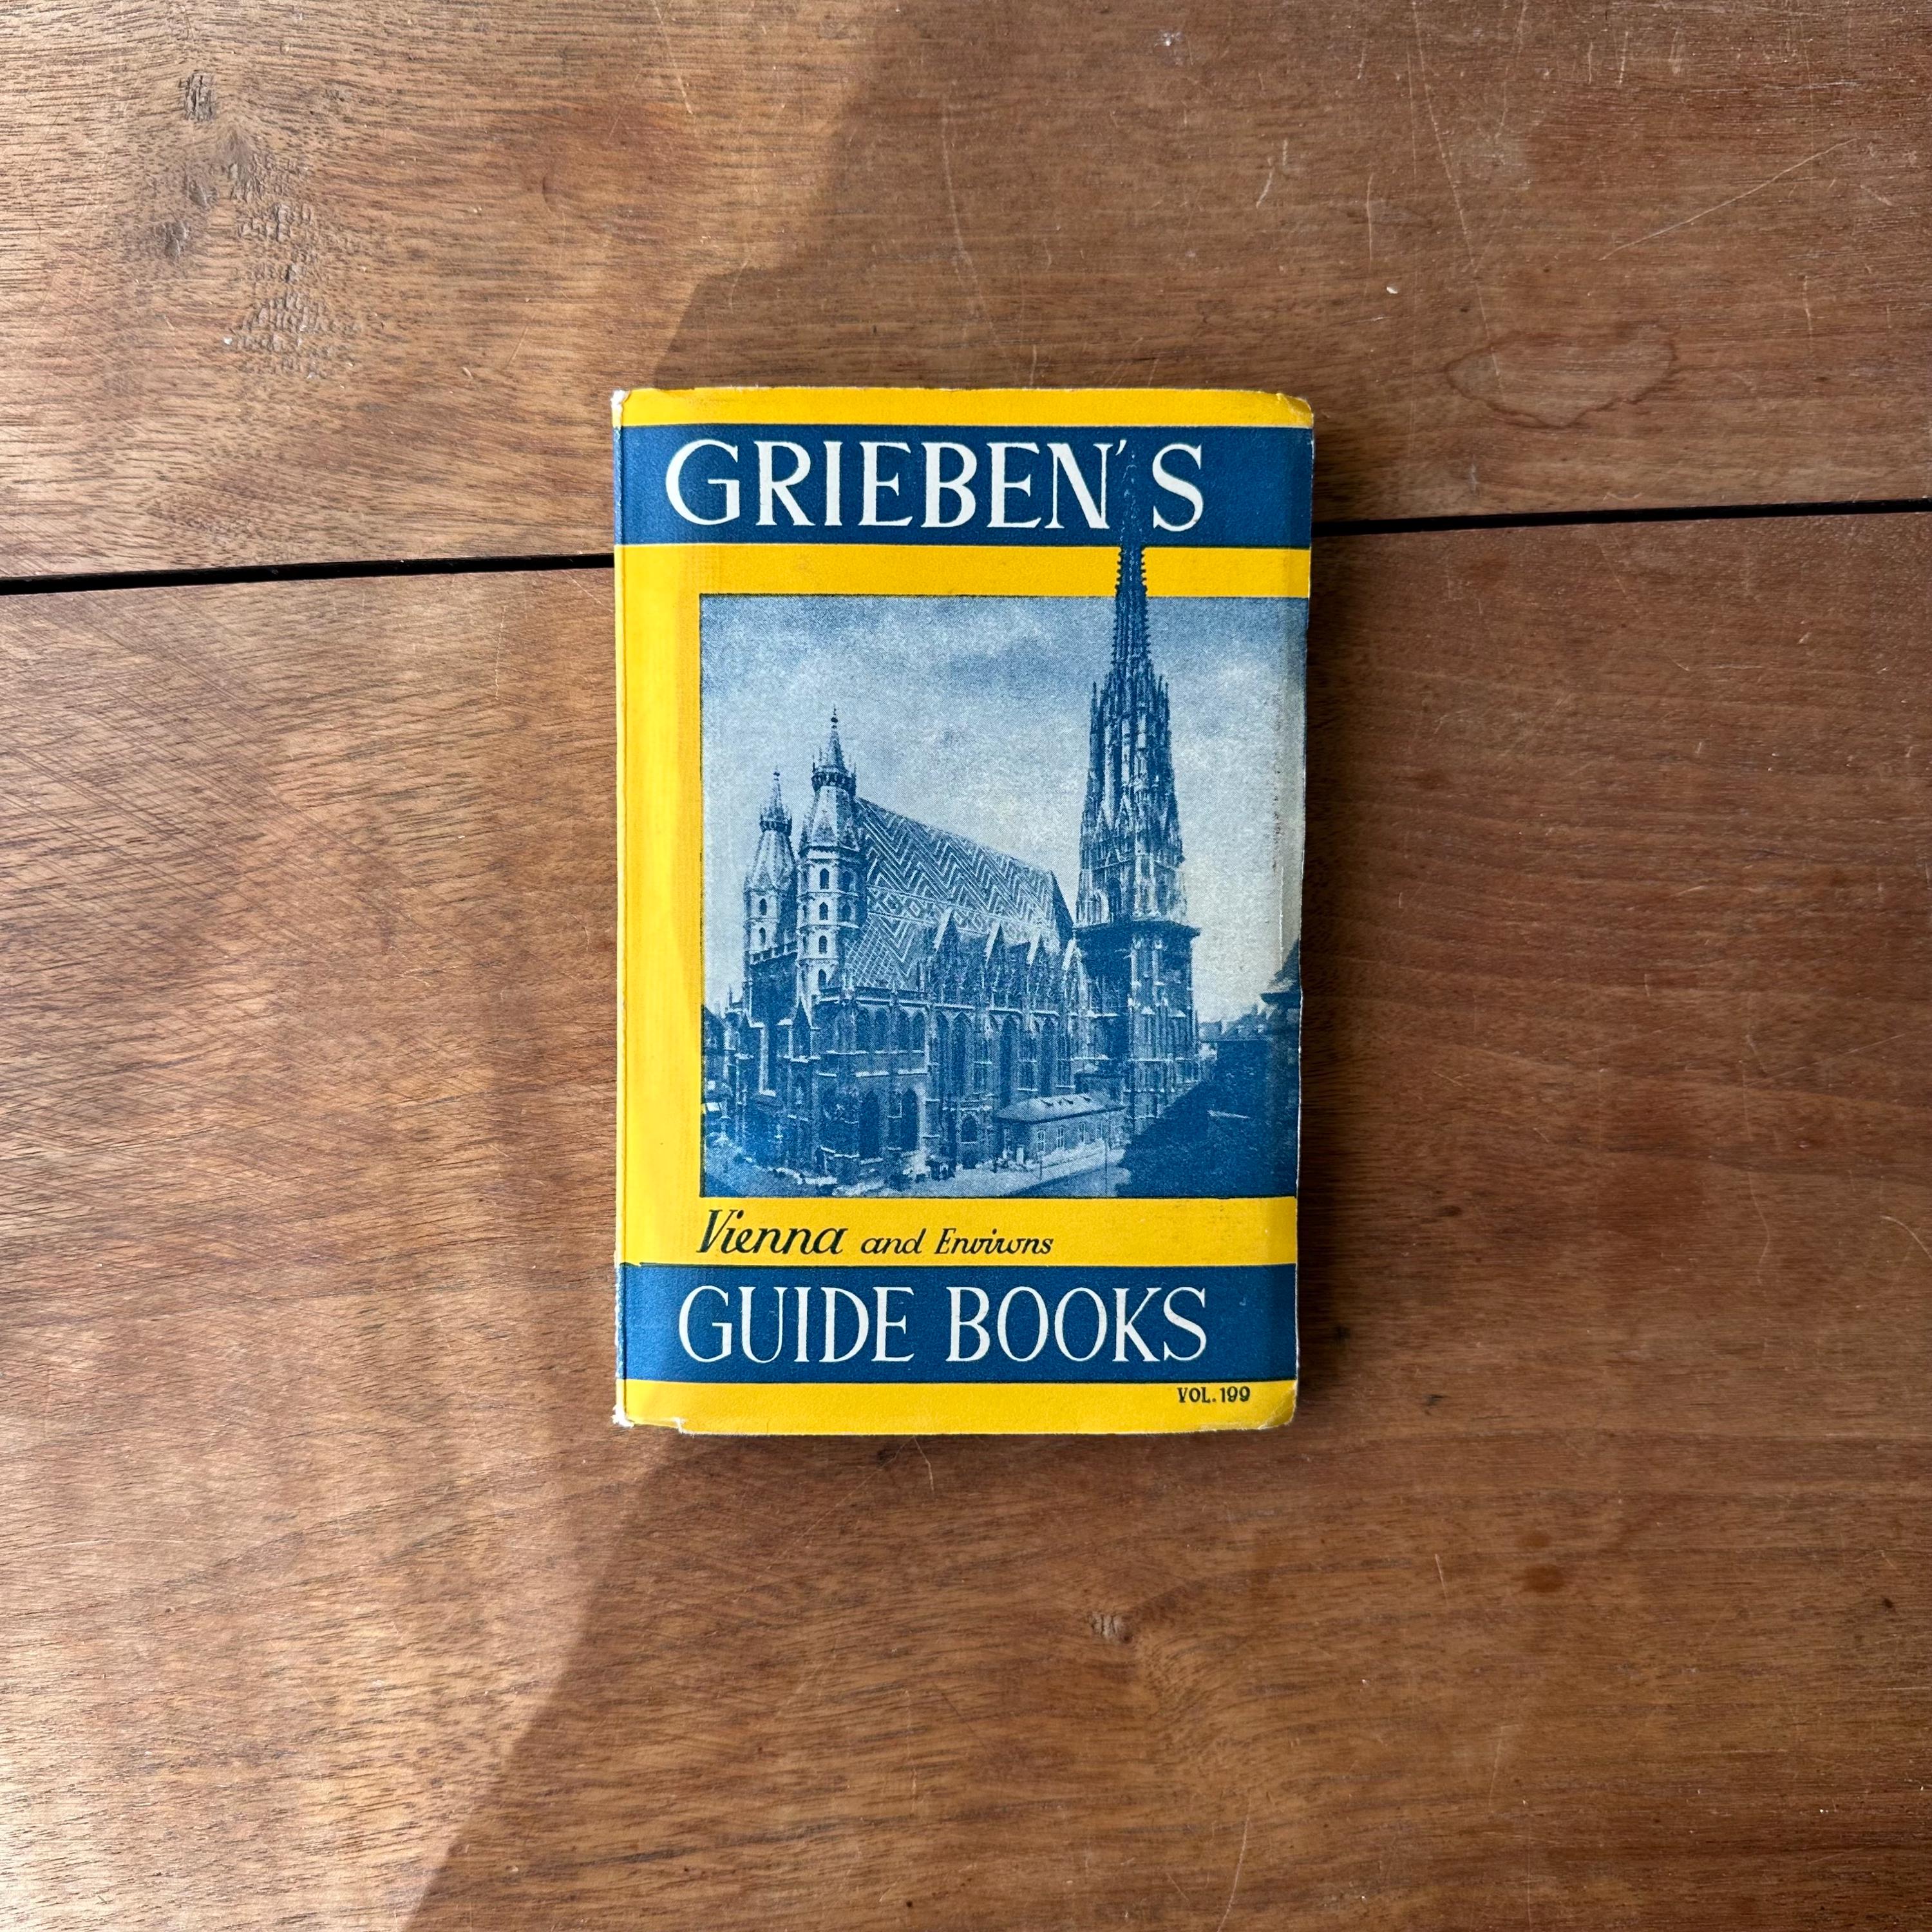 GRIEBEN'S
Vienna and Environs
GUIDE BOOKS
VOL. 199